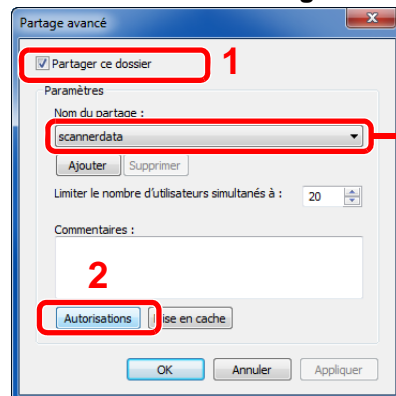 Partage avancé
Partager ce dossier
1
Paramètres
Nom du partage :
scannerdata
Ajouter Supprimer
Limiter le nombre d'utilisateurs simultanés à : 20
Commentaires :
2
Autorisations ise en cache
OK Annuler Appliquer